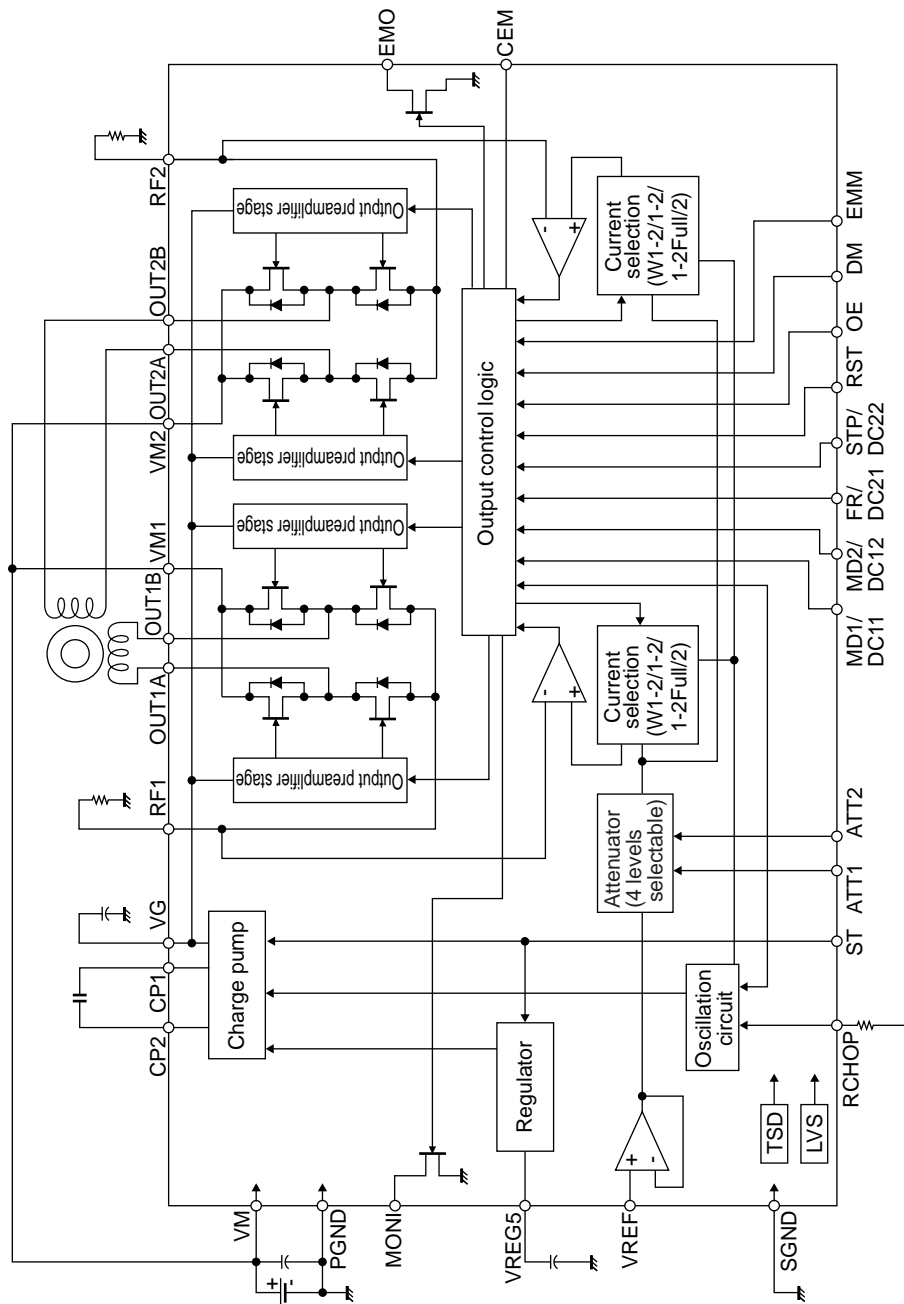 VM
PGND
MONI
VREG5
VREF
SGND
+
-
CP2
CP1
VG
RF1
OUT1A
OUT1B
VM1
VM2
OUT2A
OUT2B
RF2
EMO
CEM
Charge pump
Regulator
Output preamplifier stage
Output preamplifier stage
Output preamplifier stage
Output preamplifier stage
Output control logic
+
-
-
+
-
+
Attenuator
(4 levels
selectable)
Current
selection
(W1-2/1-2/
1-2Full/2)
Current
selection
(W1-2/1-2/
1-2Full/2)
Oscillation
circuit
TSD
LVS
RCHOP
ST
ATT1
ATT2
MD1/
DC11
MD2/
DC12
FR/
DC21
STP/
DC22
RST
OE
DM
EMM